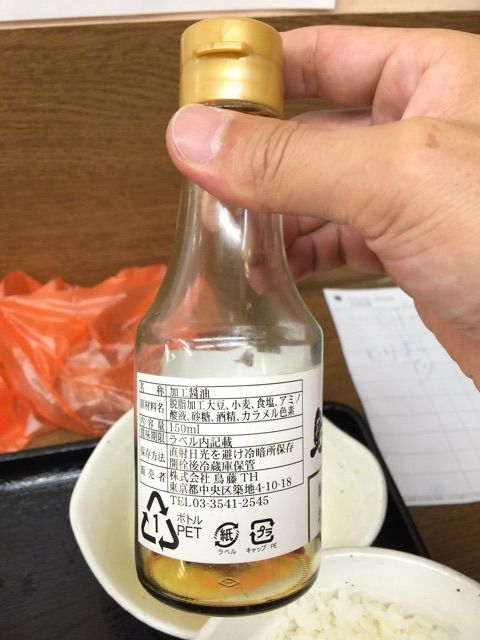 名 称 加工醤油
原材料名 脱脂加工大豆、小麦、食塩、アミノ
酸液、砂糖、酒精、カラメル色素
内容量 150ml
賞味期限 ラベル内記載
保存方法 直射日光を避け冷暗所保存
開栓後冷蔵庫保管
販売者 株式会社 鳥藤 TH
東京都中央区築地4-10-18
TEL03-3541-2545
1
ボトル
PET
紙
ラベル
プラ
キャップ:PE